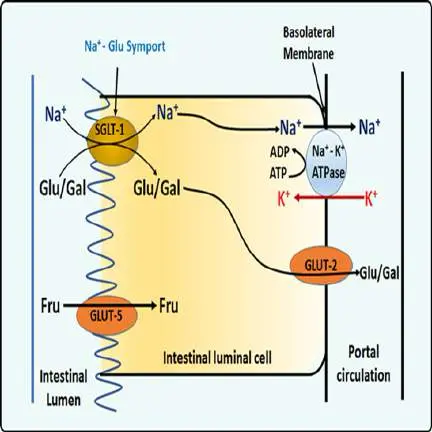 Na⁺- Glu Symport
Basolateral
Membrane
Na⁺
SGLT-1
Na⁺
Na⁺
Na⁺
ADP
ATP
Na⁺- K⁺
ATPase
Glu/Gal
Glu/Gal
K⁺
K⁺
GLUT-2
Glu/Gal
Fru
GLUT-5
Fru
Intestinal
Lumen
Intestinal luminal cell
Portal
circulation